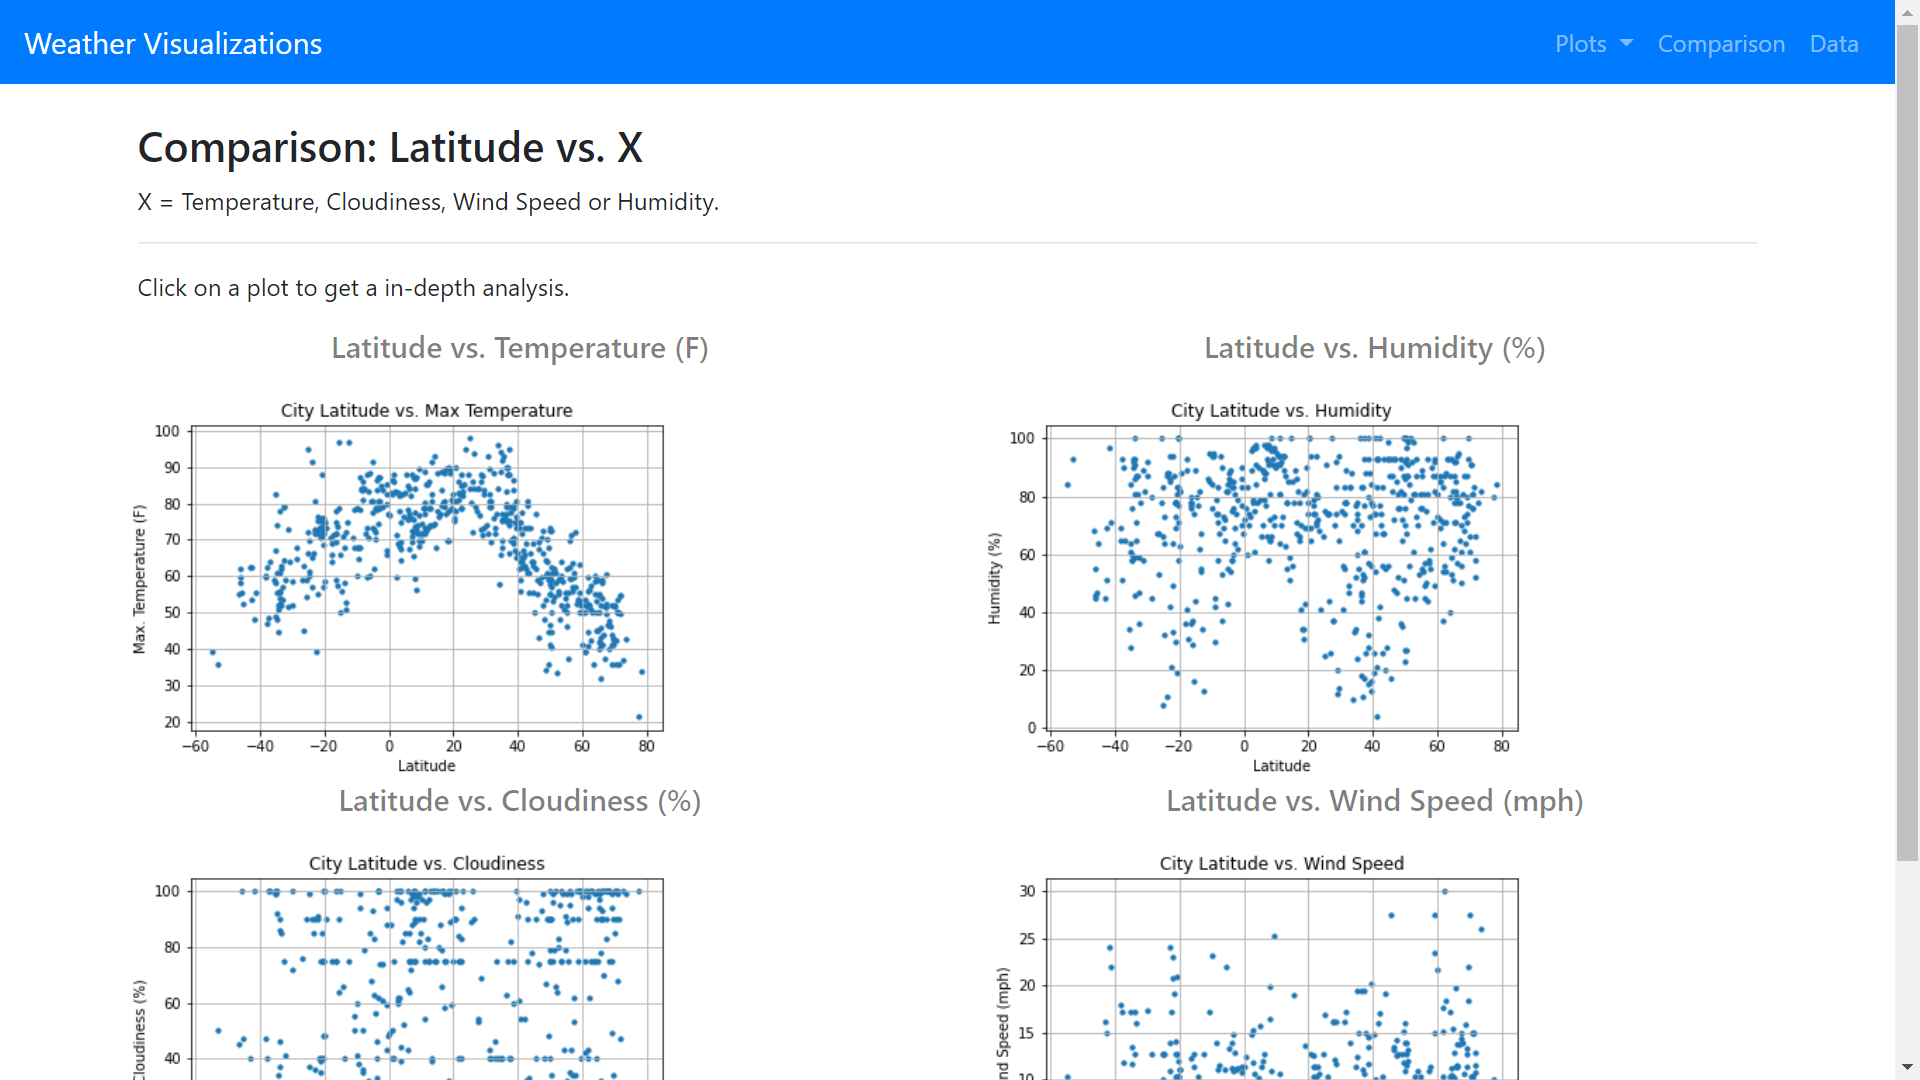 Weather Visualizations
Plots Comparison Data
Comparison: Latitude vs. X
X = Temperature, Cloudiness, Wind Speed or Humidity.
Click on a plot to get a in-depth analysis.
Latitude vs. Temperature (F)
City Latitude vs. Max Temperature
Max. Temperature (F)
100
90
80
70
60
50
40
30
20
−60 −40 −20 0 20 40 60 80
Latitude
Latitude vs. Humidity (%)
City Latitude vs. Humidity
Humidity (%)
100
80
60
40
20
0
−60 −40 −20 0 20 40 60 80
Latitude
Latitude vs. Cloudiness (%)
City Latitude vs. Cloudiness
Cloudiness (%)
100
80
60
40
Latitude vs. Wind Speed (mph)
City Latitude vs. Wind Speed
nd Speed (mph)
30
25
20
15
10